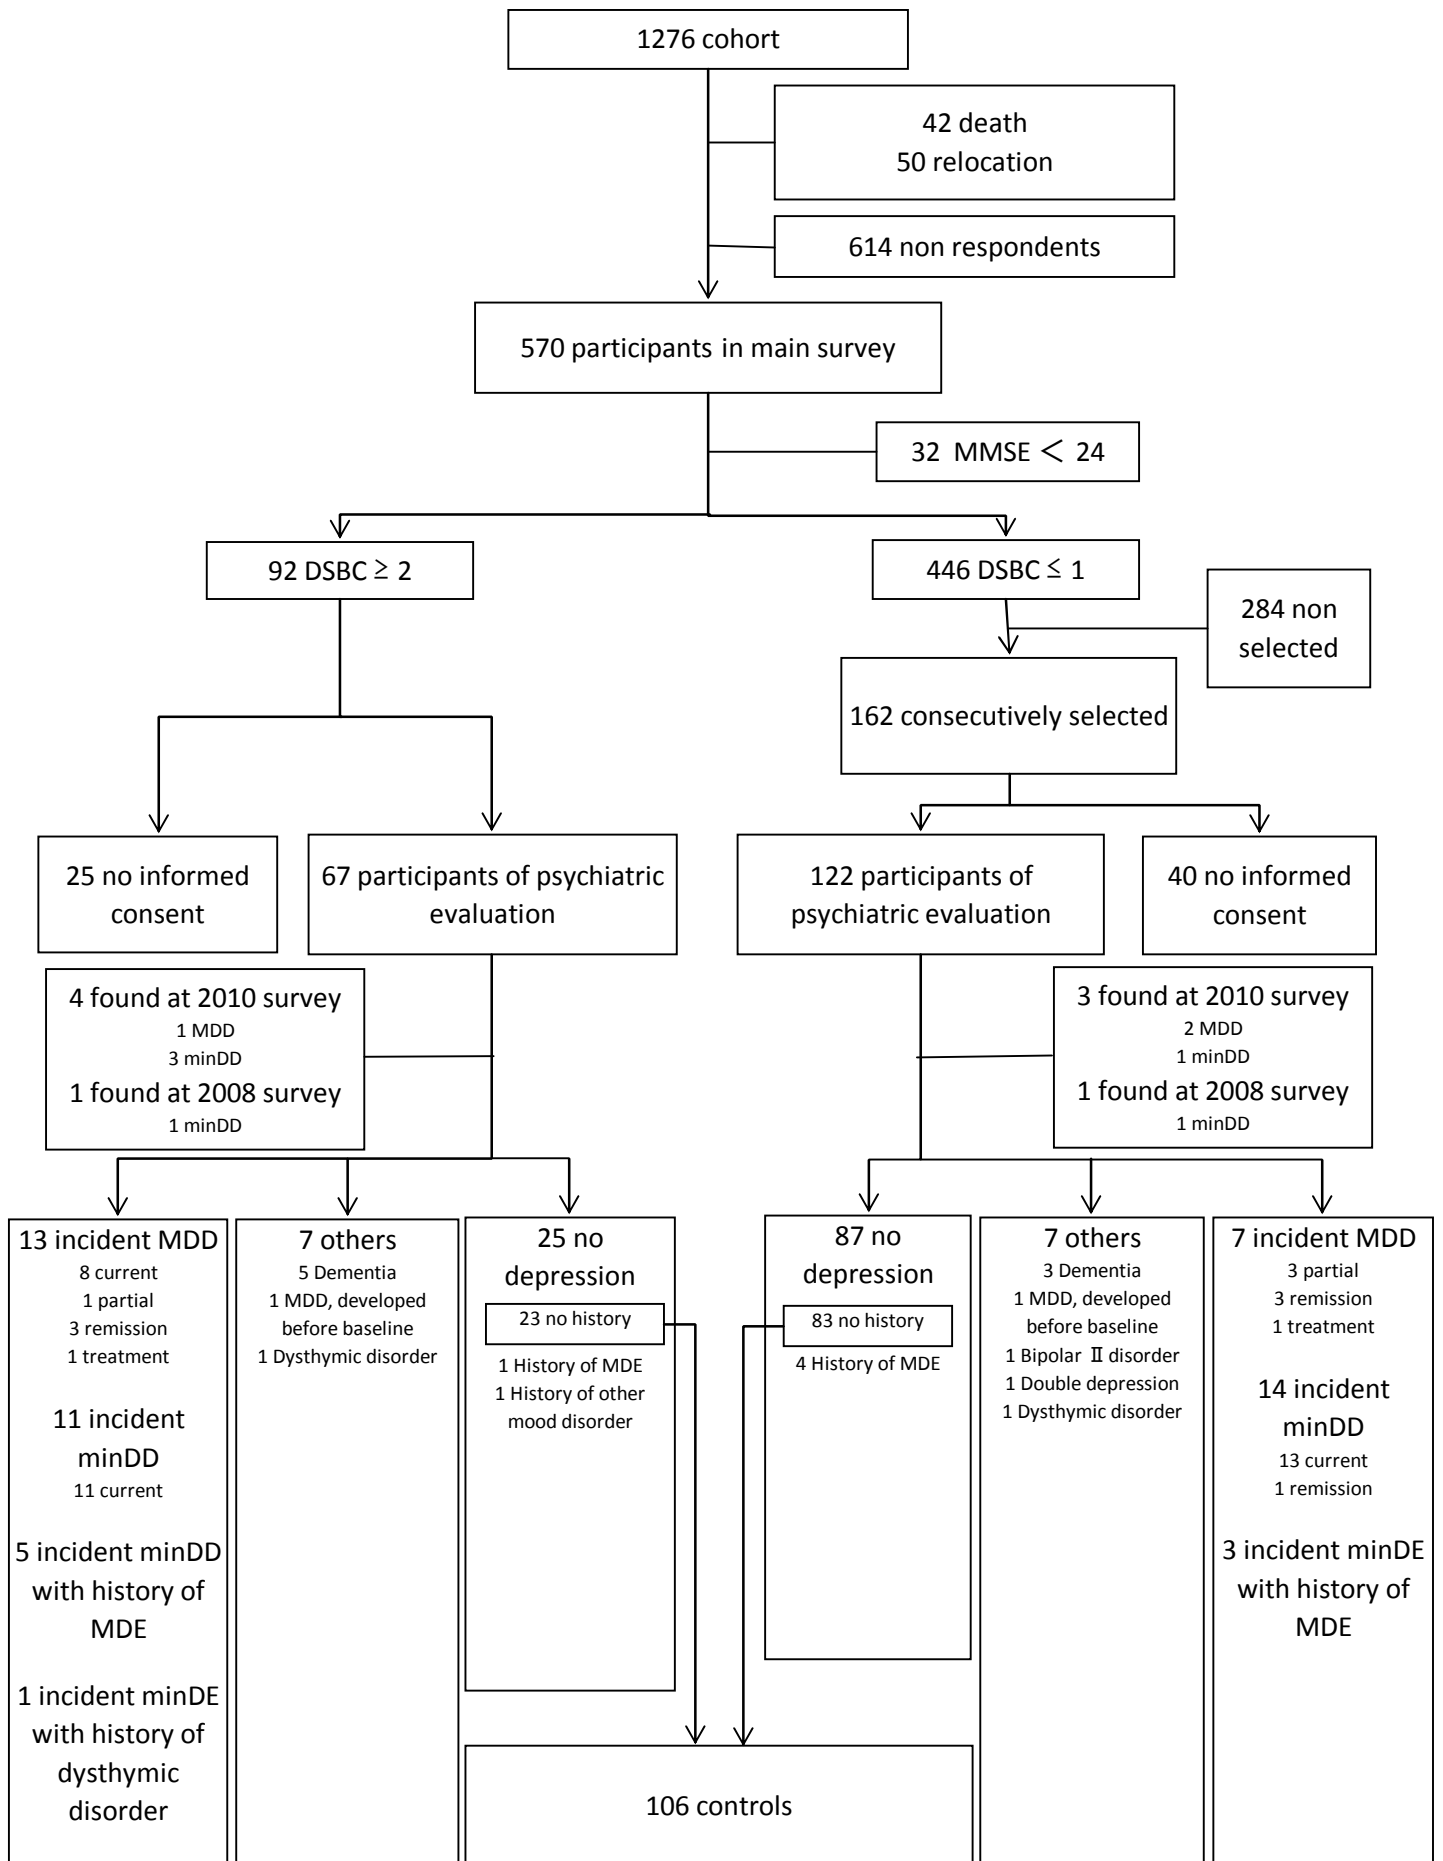 1276 cohort
42 death
50 relocation
614 non respondents
570 participants in main survey
32 MMSE < 24
92 DSBC ≧ 2
446 DSBC ≦ 1
284 non
selected
162 consecutively selected
25 no informed
consent
67 participants of psychiatric
evaluation
122 participants of
psychiatric evaluation
40 no informed
consent
4 found at 2010 survey
1 MDD
3 minDD
1 found at 2008 survey
1 minDD
3 found at 2010 survey
2 MDD
1 minDD
1 found at 2008 survey
1 minDD
13 incident MDD
8 current
1 partial
3 remission
1 treatment
11 incident
minDD
11 current
5 incident minDD
with history of
MDE
1 incident minDE
with history of
dysthymic
disorder
7 others
5 Dementia
1 MDD, developed
before baseline
1 Dysthymic disorder
25 no
depression
23 no history
1 History of MDE
1 History of other
mood disorder
87 no
depression
83 no history
4 History of MDE
7 others
3 Dementia
1 MDD, developed
before baseline
1 Bipolar Ⅱ disorder
1 Double depression
1 Dysthymic disorder
7 incident MDD
3 partial
3 remission
1 treatment
14 incident
minDD
13 current
1 remission
3 incident minDE
with history of
MDE
106 controls